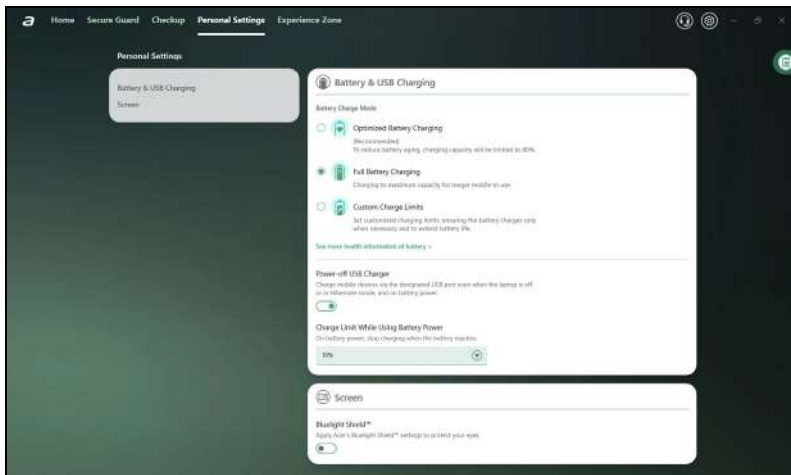 a Home Secure Guard Checkup Personal Settings Experience Zone
Personal Settings
Battery & USB Charging
Screen
Battery & USB Charging
Battery Charge Mode
Optimized Battery Charging
(Recommended)
To reduce battery aging, charging capacity will be limited to 80%.
Full Battery Charging
Charging to maximum capacity for longer mobile to use.
Custom Charge Limits
Set customized charging limits, ensuring the battery charges only
when necessary and to extend battery life.
See more health information of battery >
Power-off USB Charger
Charge mobile devices via the designated USB port even when the laptop is off
or in Hibernate mode, and on battery power.
Charge Limit While Using Battery Power
On battery power, stop charging when the battery reaches
Screen
Bluelight Shield™
Apply Acer's Bluelight Shield™ settings to protect your eyes.